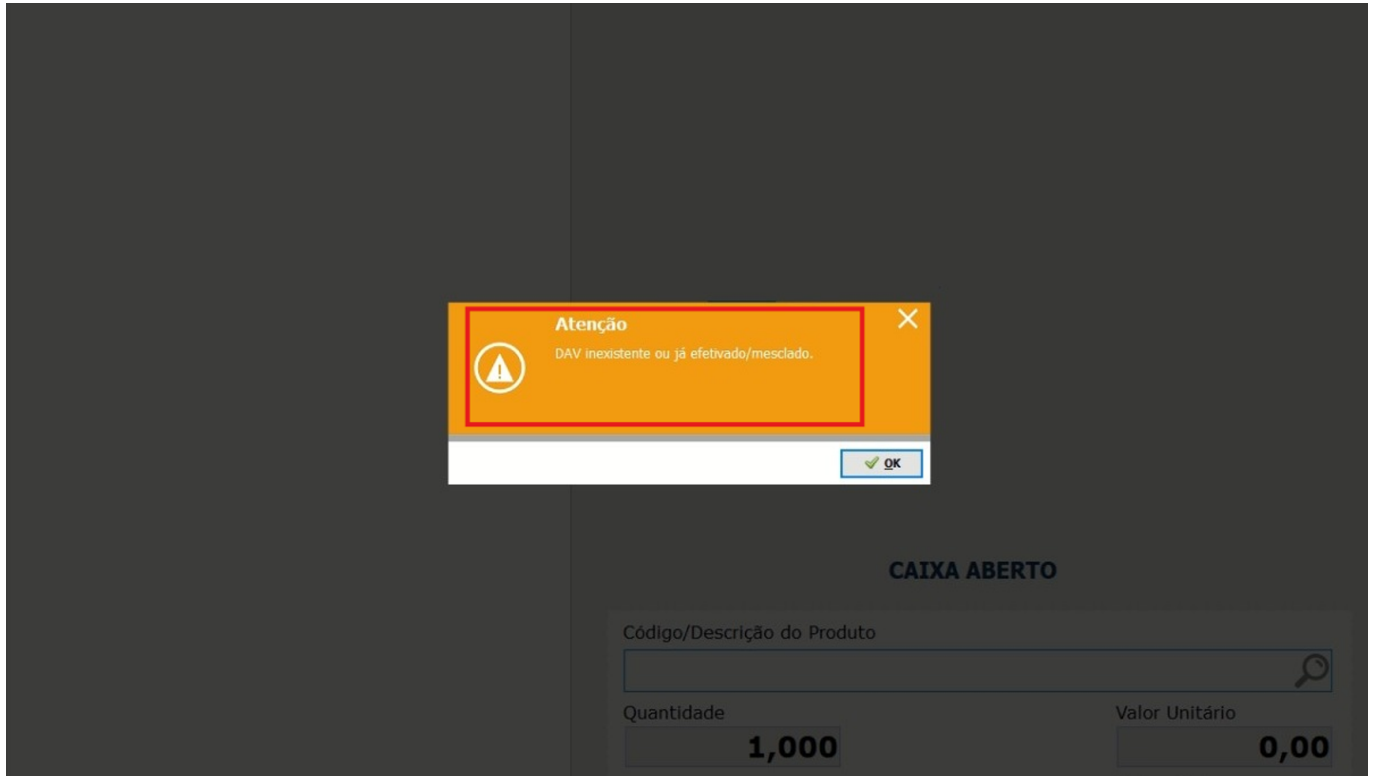 Atenção
DAV inexistente ou já efetivado/mesclado.
OK
CAIXA ABERTO
Código/Descrição do Produto
Quantidade Valor Unitário
1,000 0,00